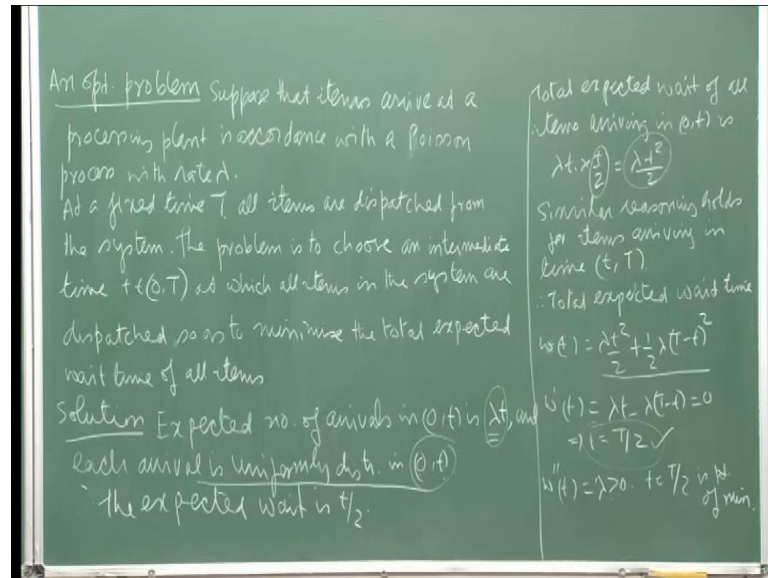 An opt. problem Suppose that items arrive at a
processing plant in accordance with a Poisson
process with rate λ.
At a fixed time T, all items are dispatched from
the system. The problem is to choose an intermediate
time t ∈ (0,T) at which all items in the system are
dispatched so as to minimise the total expected
wait time of all items.
Solution Expected no. of arrivals in (0,t) is λt, and
each arrival is uniformly distr. in (0,t)
∴ the expected wait is t/2.
Total expected wait of all
items arriving in (0,t) is
λt × t/2 = λt²/2
Similar reasoning holds
for items arriving in
time (t, T)
∴ Total expected wait time
w(t) = λt²/2 + 1/2 λ(T-t)²
w'(t) = λt - λ(T-t) = 0
⇒ t = T/2 ✓
w''(t) = λ > 0. t = T/2 is pt.
of min.